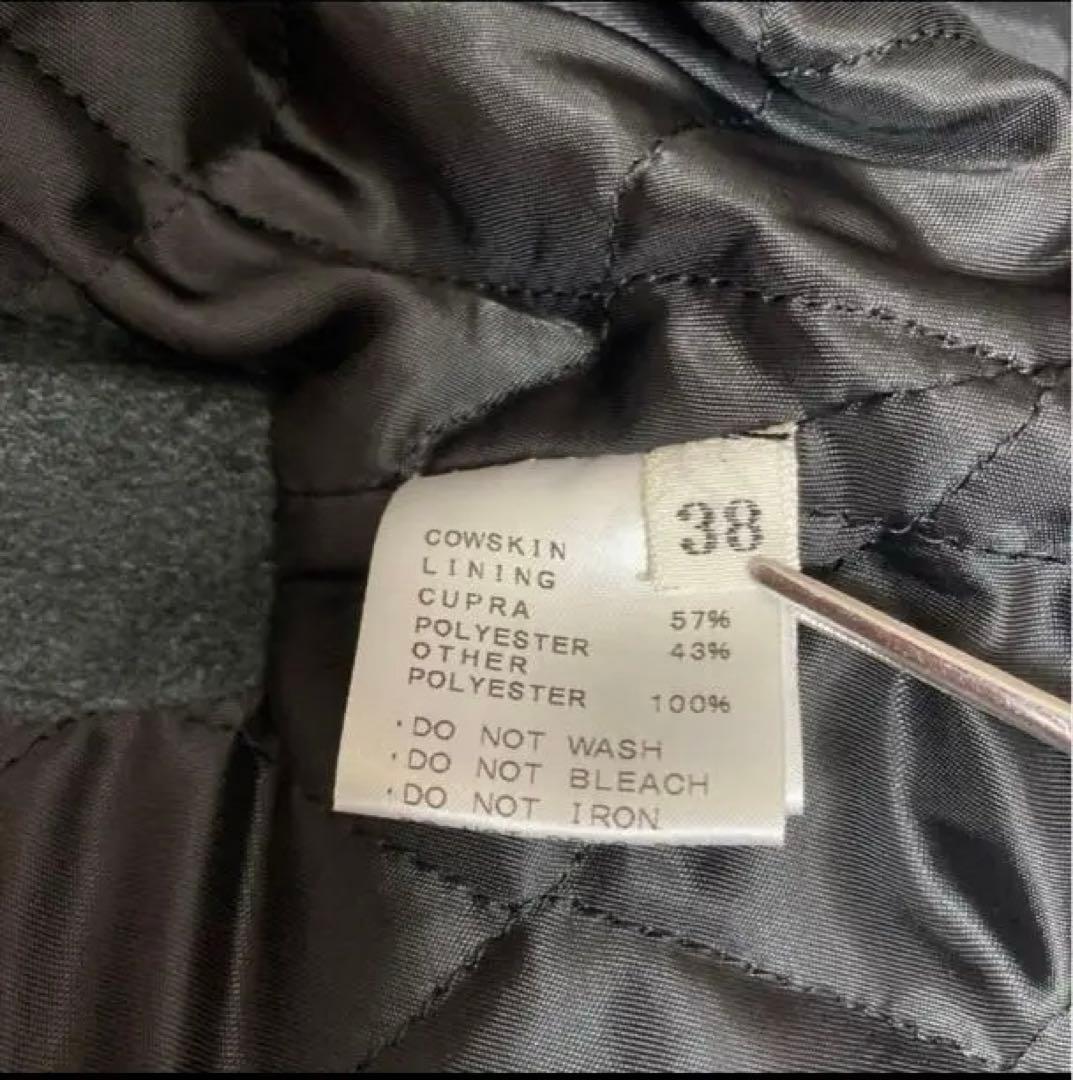 38
COWSKIN
LINING
CUPRA 57%
POLYESTER 43%
OTHER
POLYESTER 100%
・DO NOT WASH
・DO NOT BLEACH
・DO NOT IRON